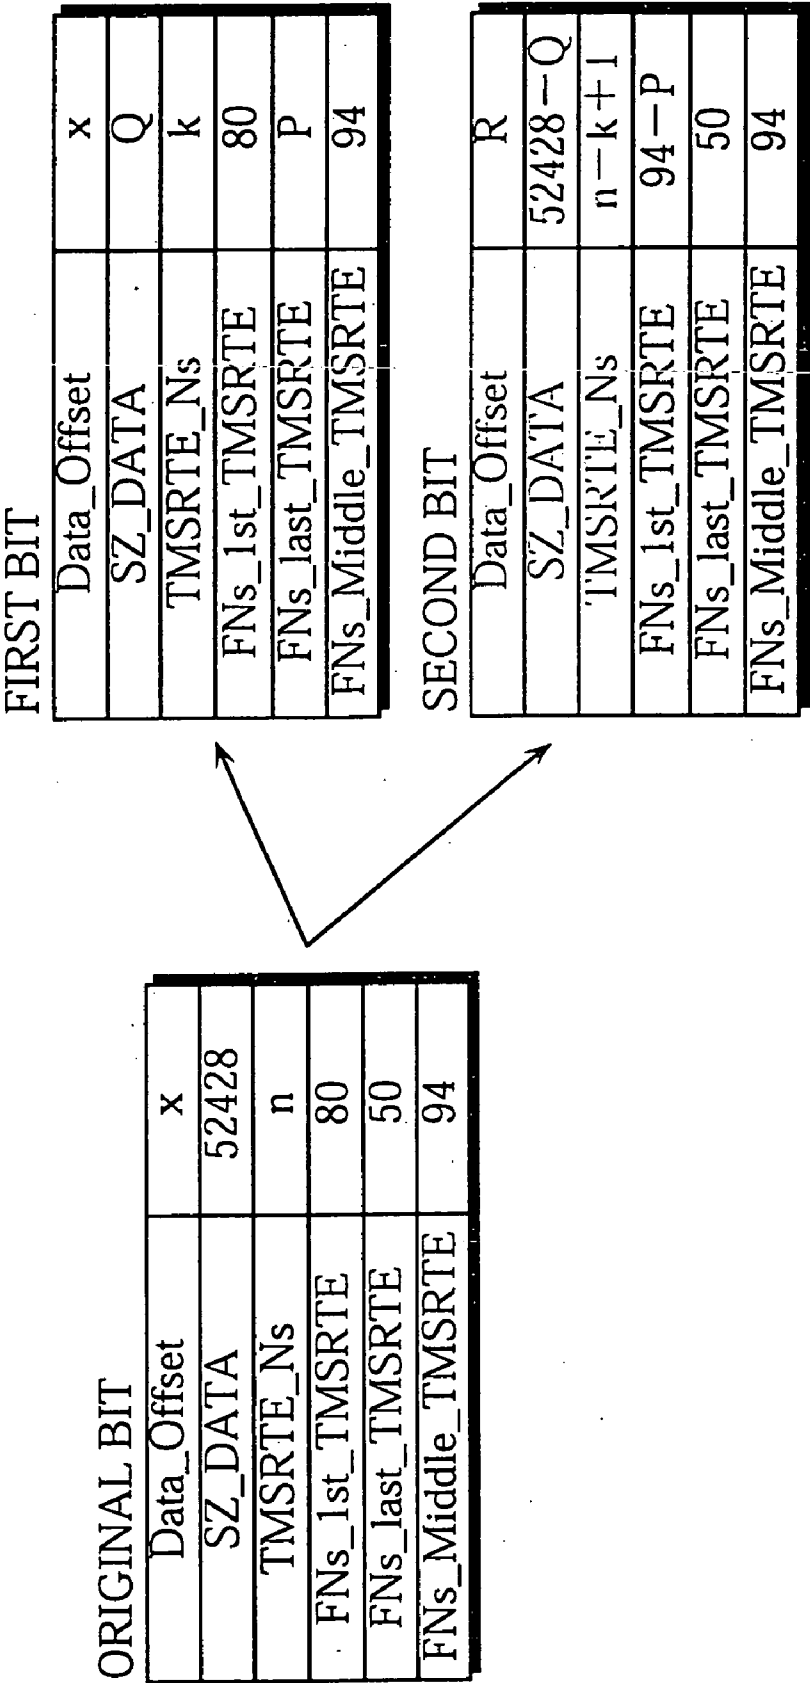 ORIGINAL BIT
Data_Offset x
SZ_DATA 52428
TMSRTE_Ns n
FNs_1st_TMSRTE 80
FNs_last_TMSRTE 50
FNs_Middle_TMSRTE 94
FIRST BIT
Data_Offset x
SZ_DATA Q
TMSRTE_Ns k
FNs_1st_TMSRTE 80
FNs_last_TMSRTE P
FNs_Middle_TMSRTE 94
SECOND BIT
Data_Offset R
SZ_DATA 52428−Q
TMSRTE_Ns n−k+1
FNs_1st_TMSRTE 94−P
FNs_last_TMSRTE 50
FNs_Middle_TMSRTE 94